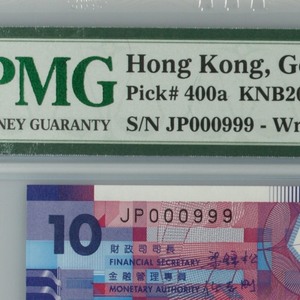 PMG Hong Kong, Go
Pick# 400a KNB20
NEY GUARANTY S/N JP000999 - Wm
10 JP000999
財政司司長
FINANCIAL SECRETARY
金融管理專員
MONETARY AUTHORITY